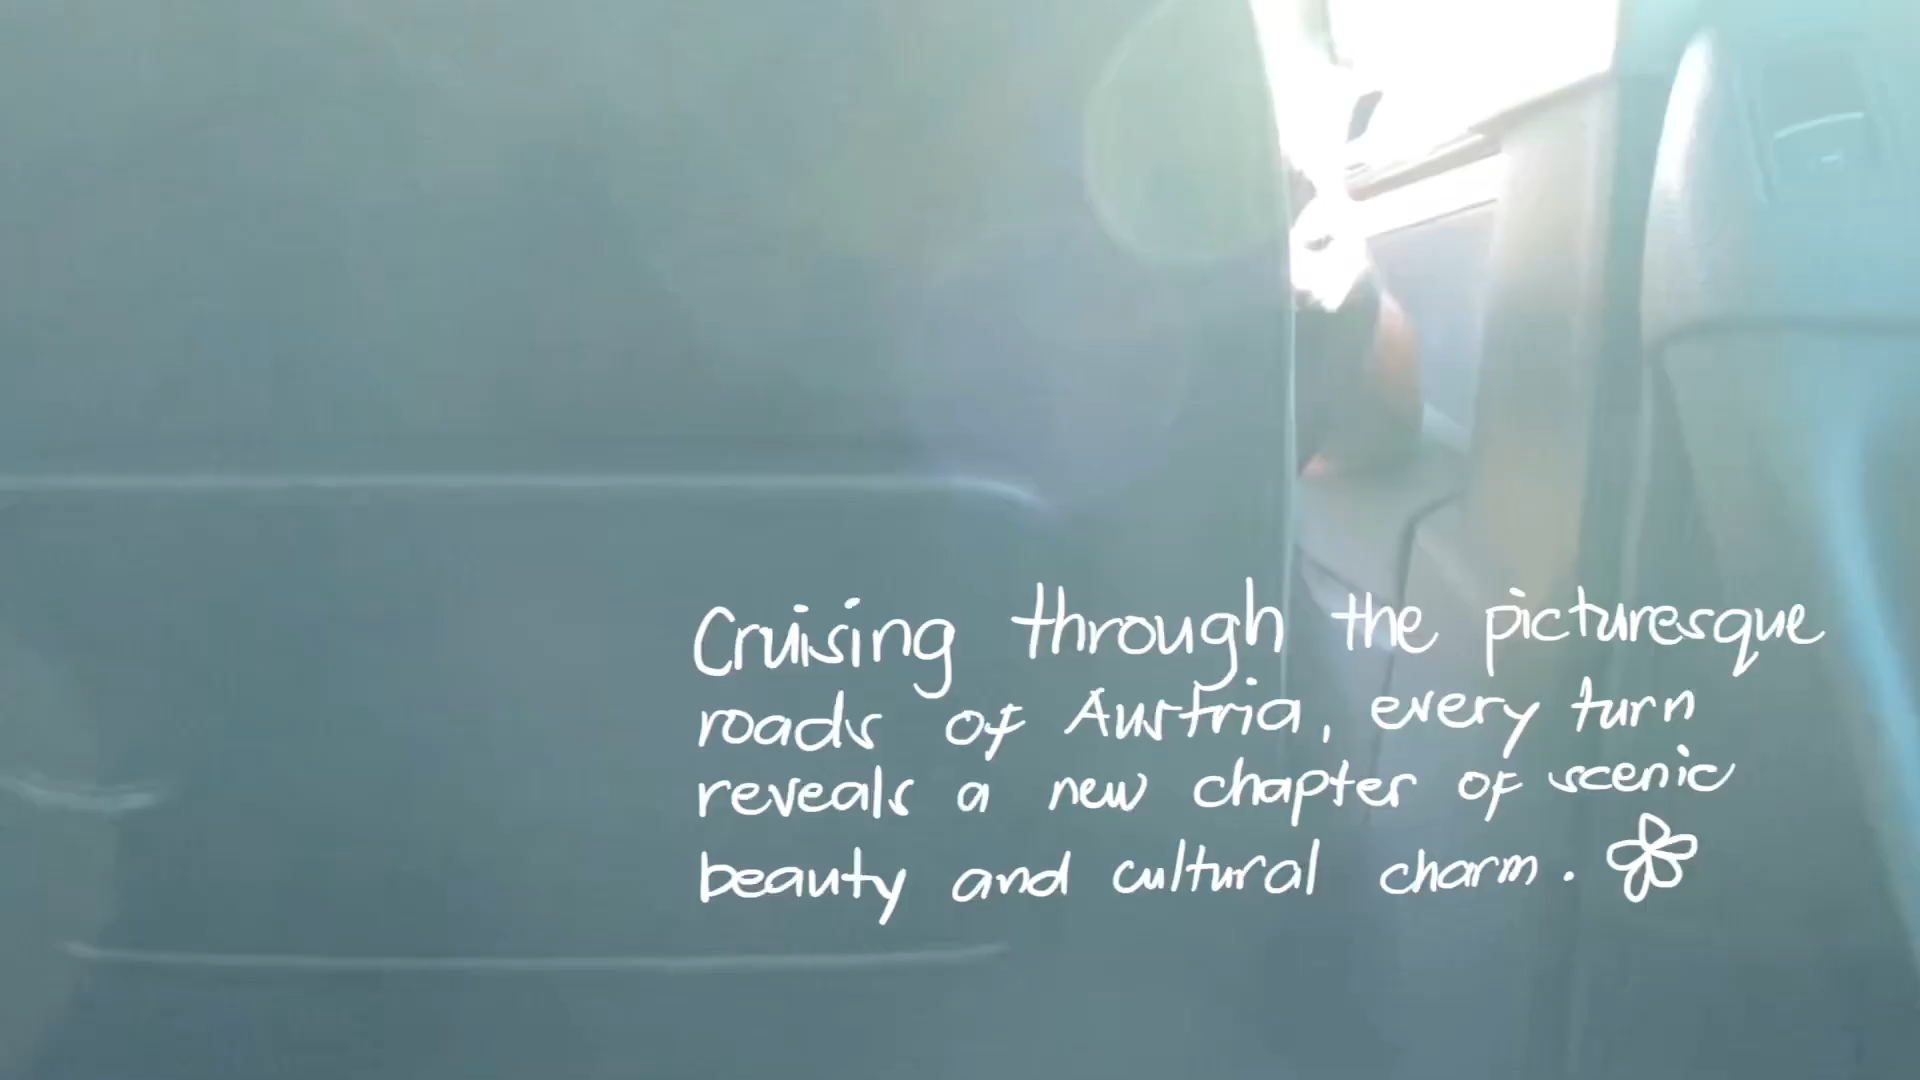 Cruising through the picturesque
roads of Austria, every turn
reveals a new chapter of scenic
beauty and cultural charm.